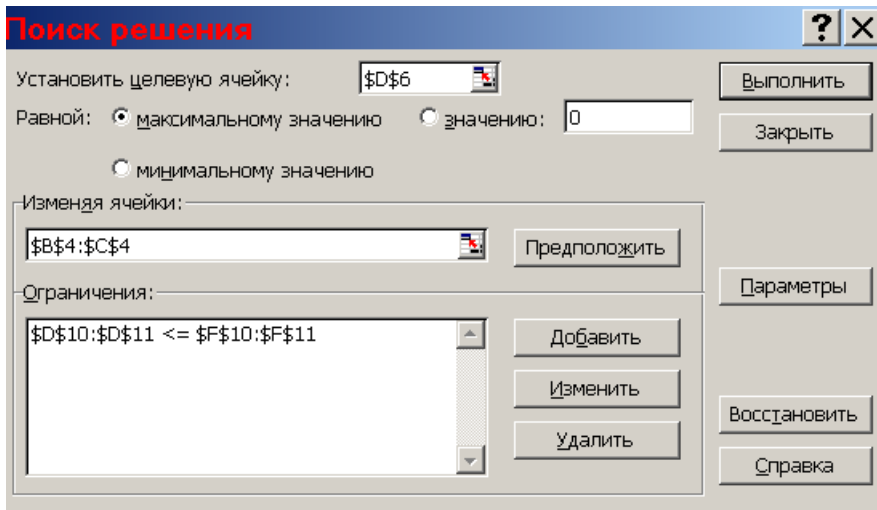 Поиск решения
Установить целевую ячейку: $D$6
Выполнить
Равной: максимальному значению значению: 0
Закрыть
минимальному значению
Изменяя ячейки:
$B$4:$C$4 Предположить
Параметры
Ограничения:
$D$10:$D$11 <= $F$10:$F$11
Добавить
Изменить
Удалить
Восстановить
Справка